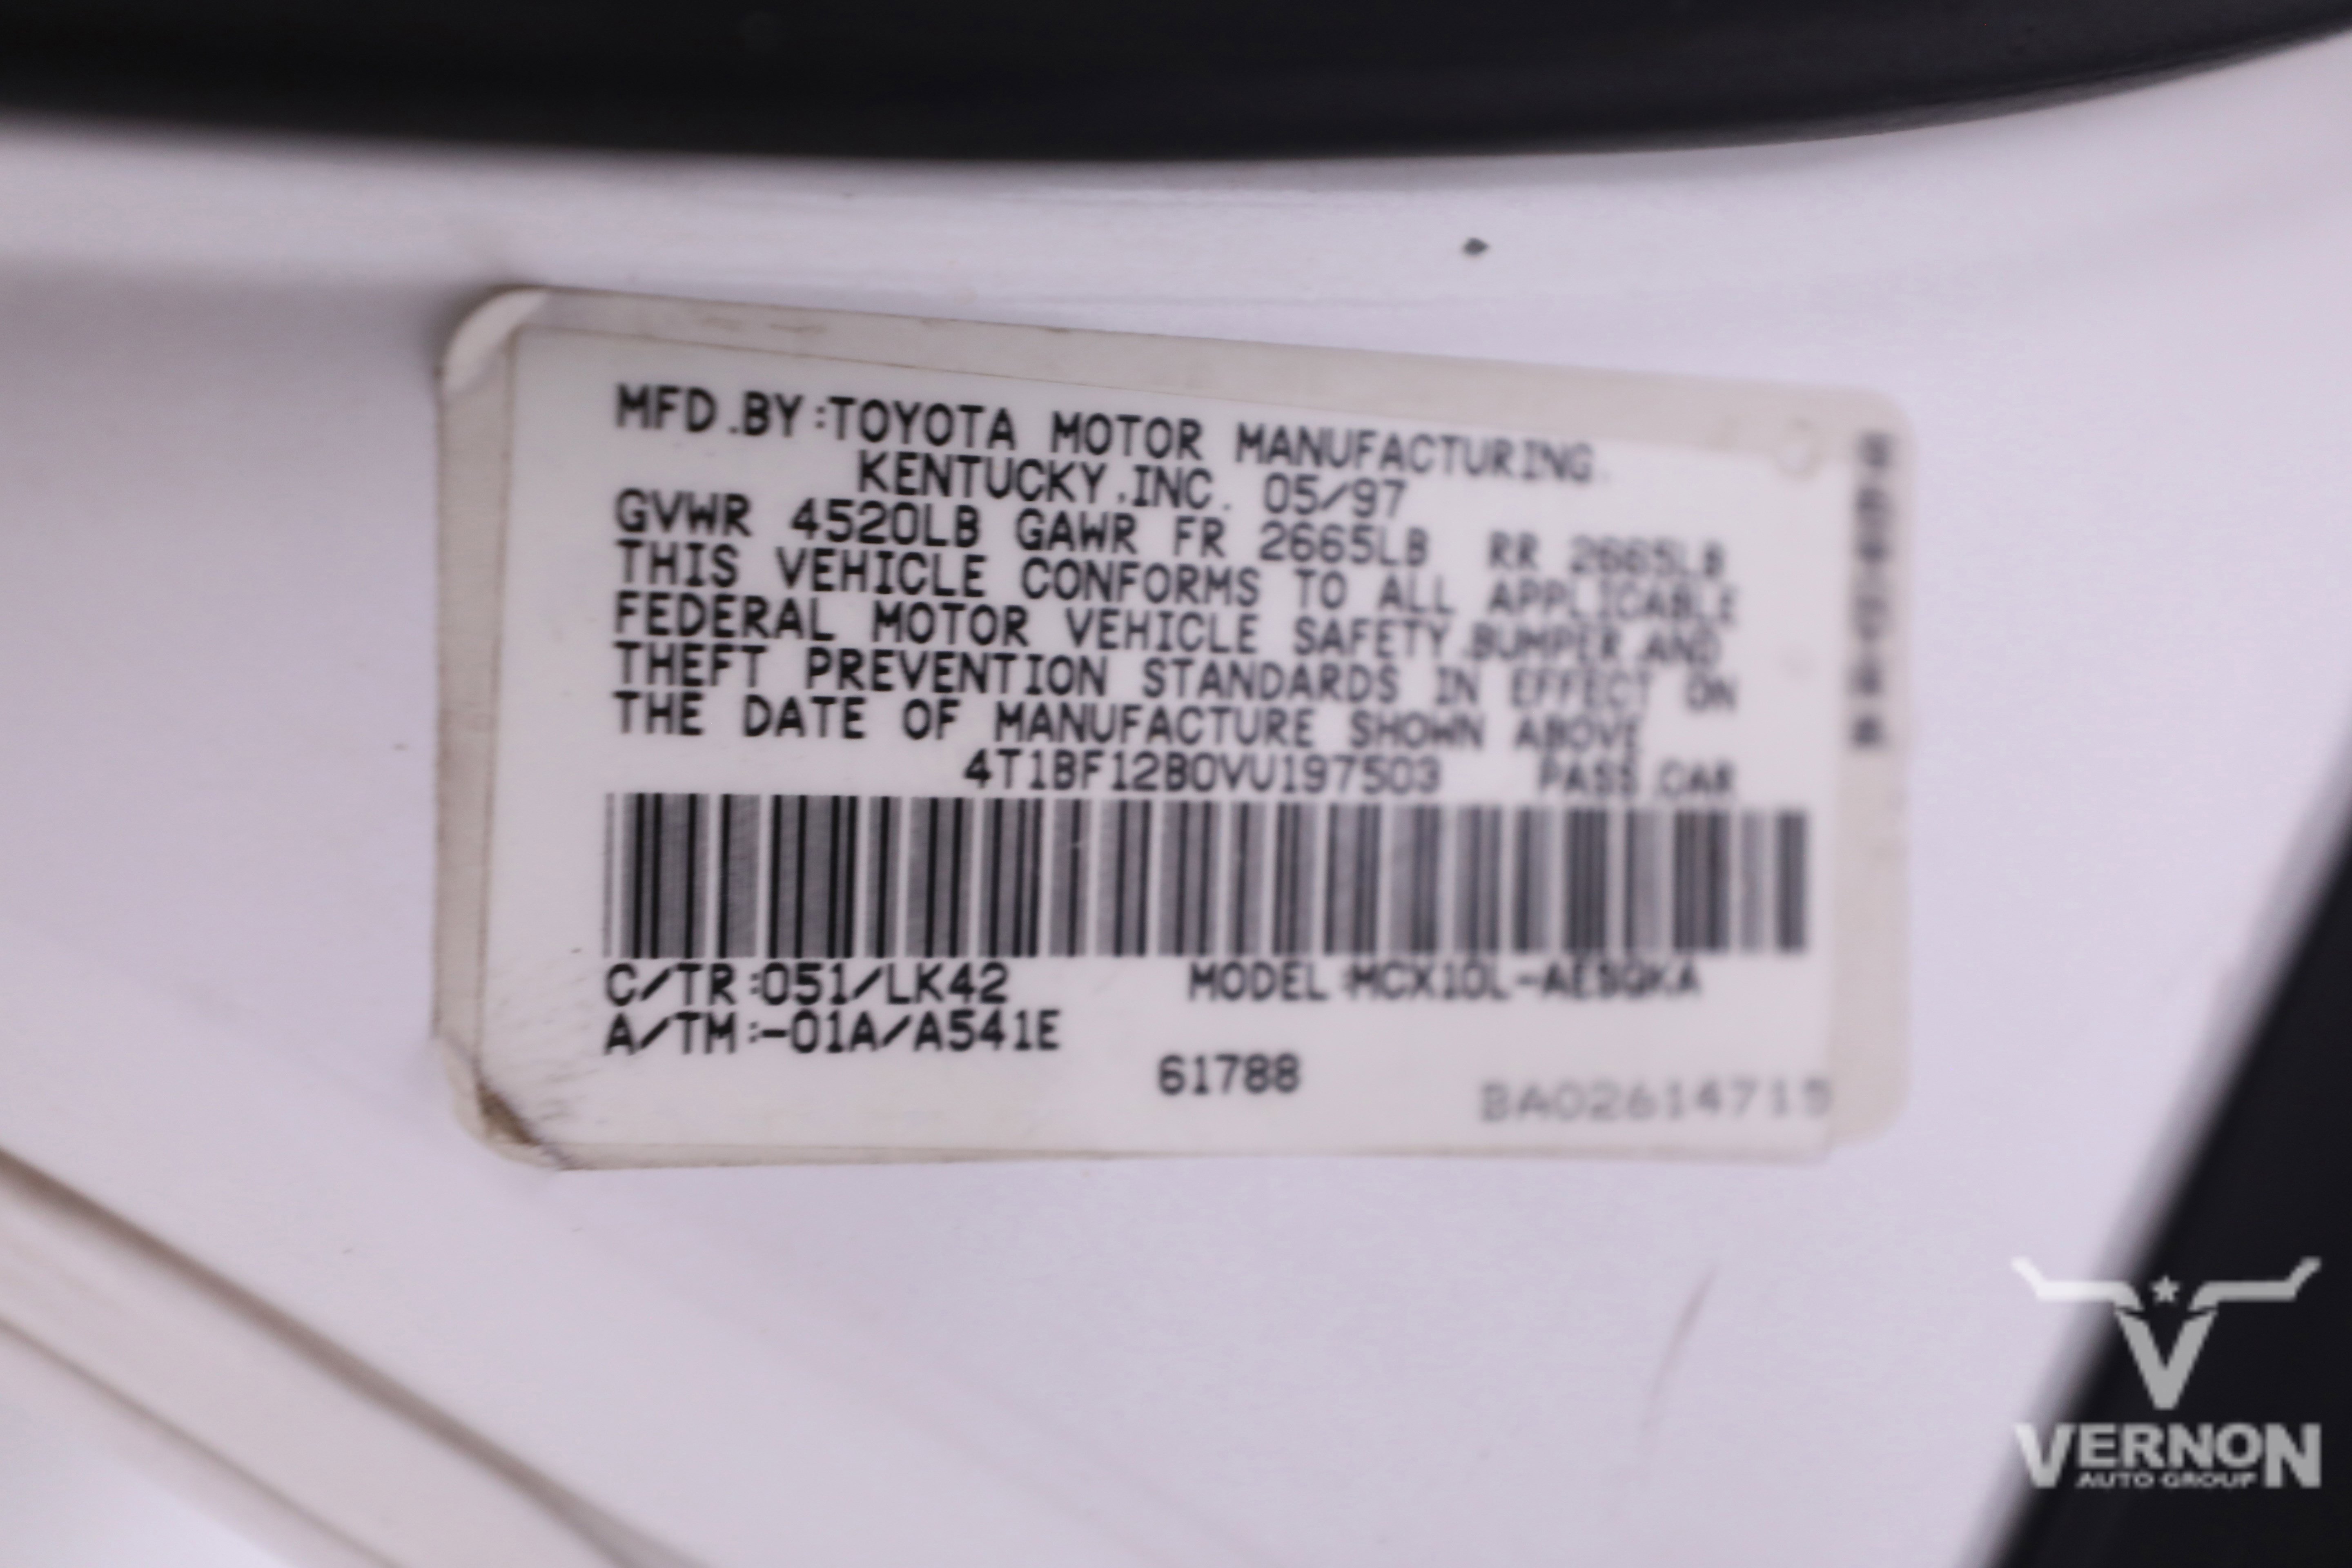 MFD.BY:TOYOTA MOTOR MANUFACTURING.
KENTUCKY,INC. 05/97
GVWR 4520LB GAWR FR 2665LB RR 2665LB
THIS VEHICLE CONFORMS TO ALL APPLICABLE
FEDERAL MOTOR VEHICLE SAFETY,BUMPER,AND
THEFT PREVENTION STANDARDS IN EFFECT ON
THE DATE OF MANUFACTURE SHOWN ABOVE
4T1BF12B0VU197503 PASS.CAR
C/TR:051/LK42 MODEL:MCX10L-AESQKA
A/TM:-01A/A541E
61788
BA02614715
VERNON
AUTO GROUP